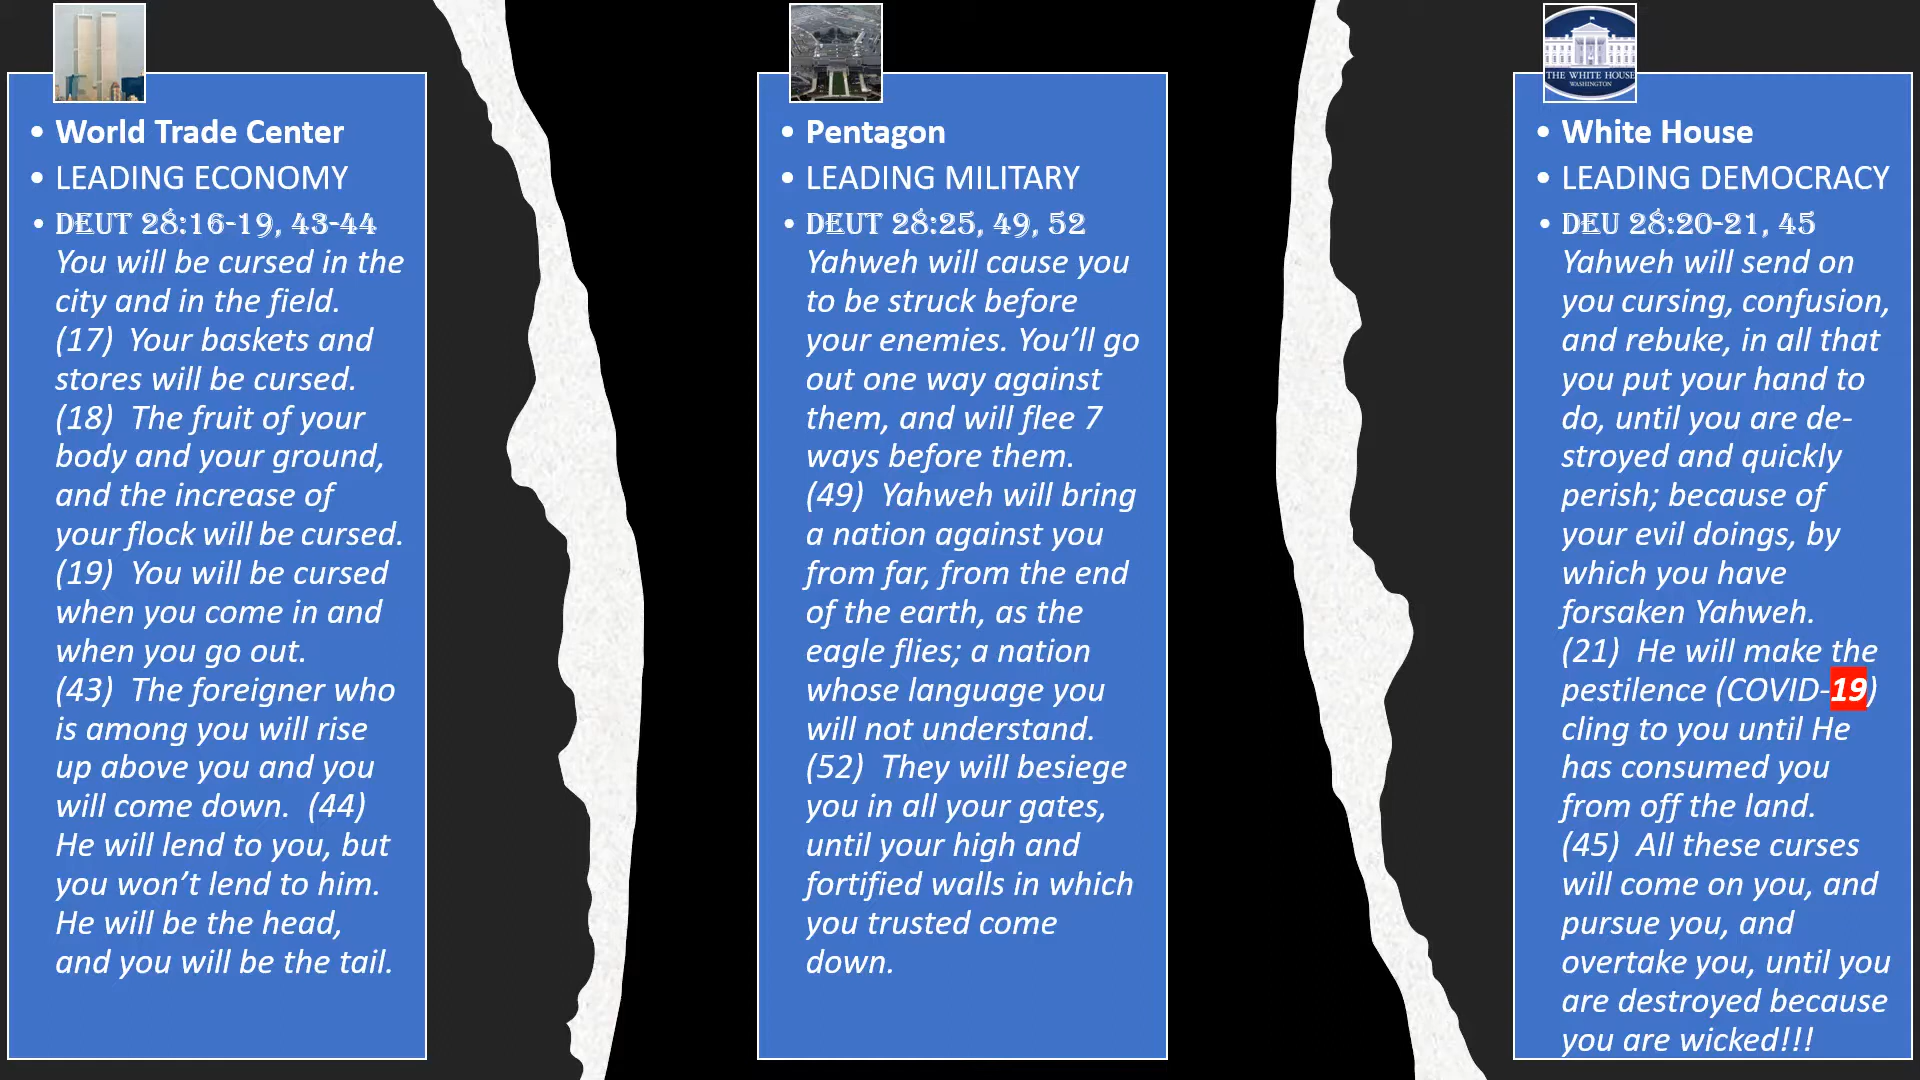 World Trade Center
LEADING ECONOMY
DEUT 28:16-19, 43-44
You will be cursed in the
city and in the field.
(17) Your baskets and
stores will be cursed.
(18) The fruit of your
body and your ground,
and the increase of
your flock will be cursed.
(19) You will be cursed
when you come in and
when you go out.
(43) The foreigner who
is among you will rise
up above you and you
will come down. (44)
He will lend to you, but
you won’t lend to him.
He will be the head,
and you will be the tail.
Pentagon
LEADING MILITARY
DEUT 28:25, 49, 52
Yahweh will cause you
to be struck before
your enemies. You’ll go
out one way against
them, and will flee 7
ways before them.
(49) Yahweh will bring
a nation against you
from far, from the end
of the earth, as the
eagle flies; a nation
whose language you
will not understand.
(52) They will besiege
you in all your gates,
until your high and
fortified walls in which
you trusted come
down.
THE WHITE HOUSE
WASHINGTON
White House
LEADING DEMOCRACY
DEU 28:20-21, 45
Yahweh will send on
you cursing, confusion,
and rebuke, in all that
you put your hand to
do, until you are de-
stroyed and quickly
perish; because of
your evil doings, by
which you have
forsaken Yahweh.
(21) He will make the
pestilence (COVID-19)
cling to you until He
has consumed you
from off the land.
(45) All these curses
will come on you, and
pursue you, and
overtake you, until you
are destroyed because
you are wicked!!!